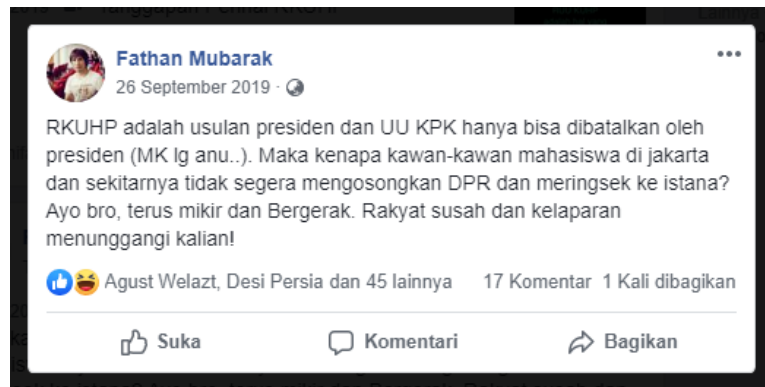 Fathan Mubarak
26 September 2019 ·
RKUHP adalah usulan presiden dan UU KPK hanya bisa dibatalkan oleh
presiden (MK lg anu..). Maka kenapa kawan-kawan mahasiswa di jakarta
dan sekitarnya tidak segera mengosongkan DPR dan meringsek ke istana?
Ayo bro, terus mikir dan Bergerak. Rakyat susah dan kelaparan
menunggangi kalian!
Agust Welazt, Desi Persia dan 45 lainnya 17 Komentar 1 Kali dibagikan
Suka Komentari Bagikan